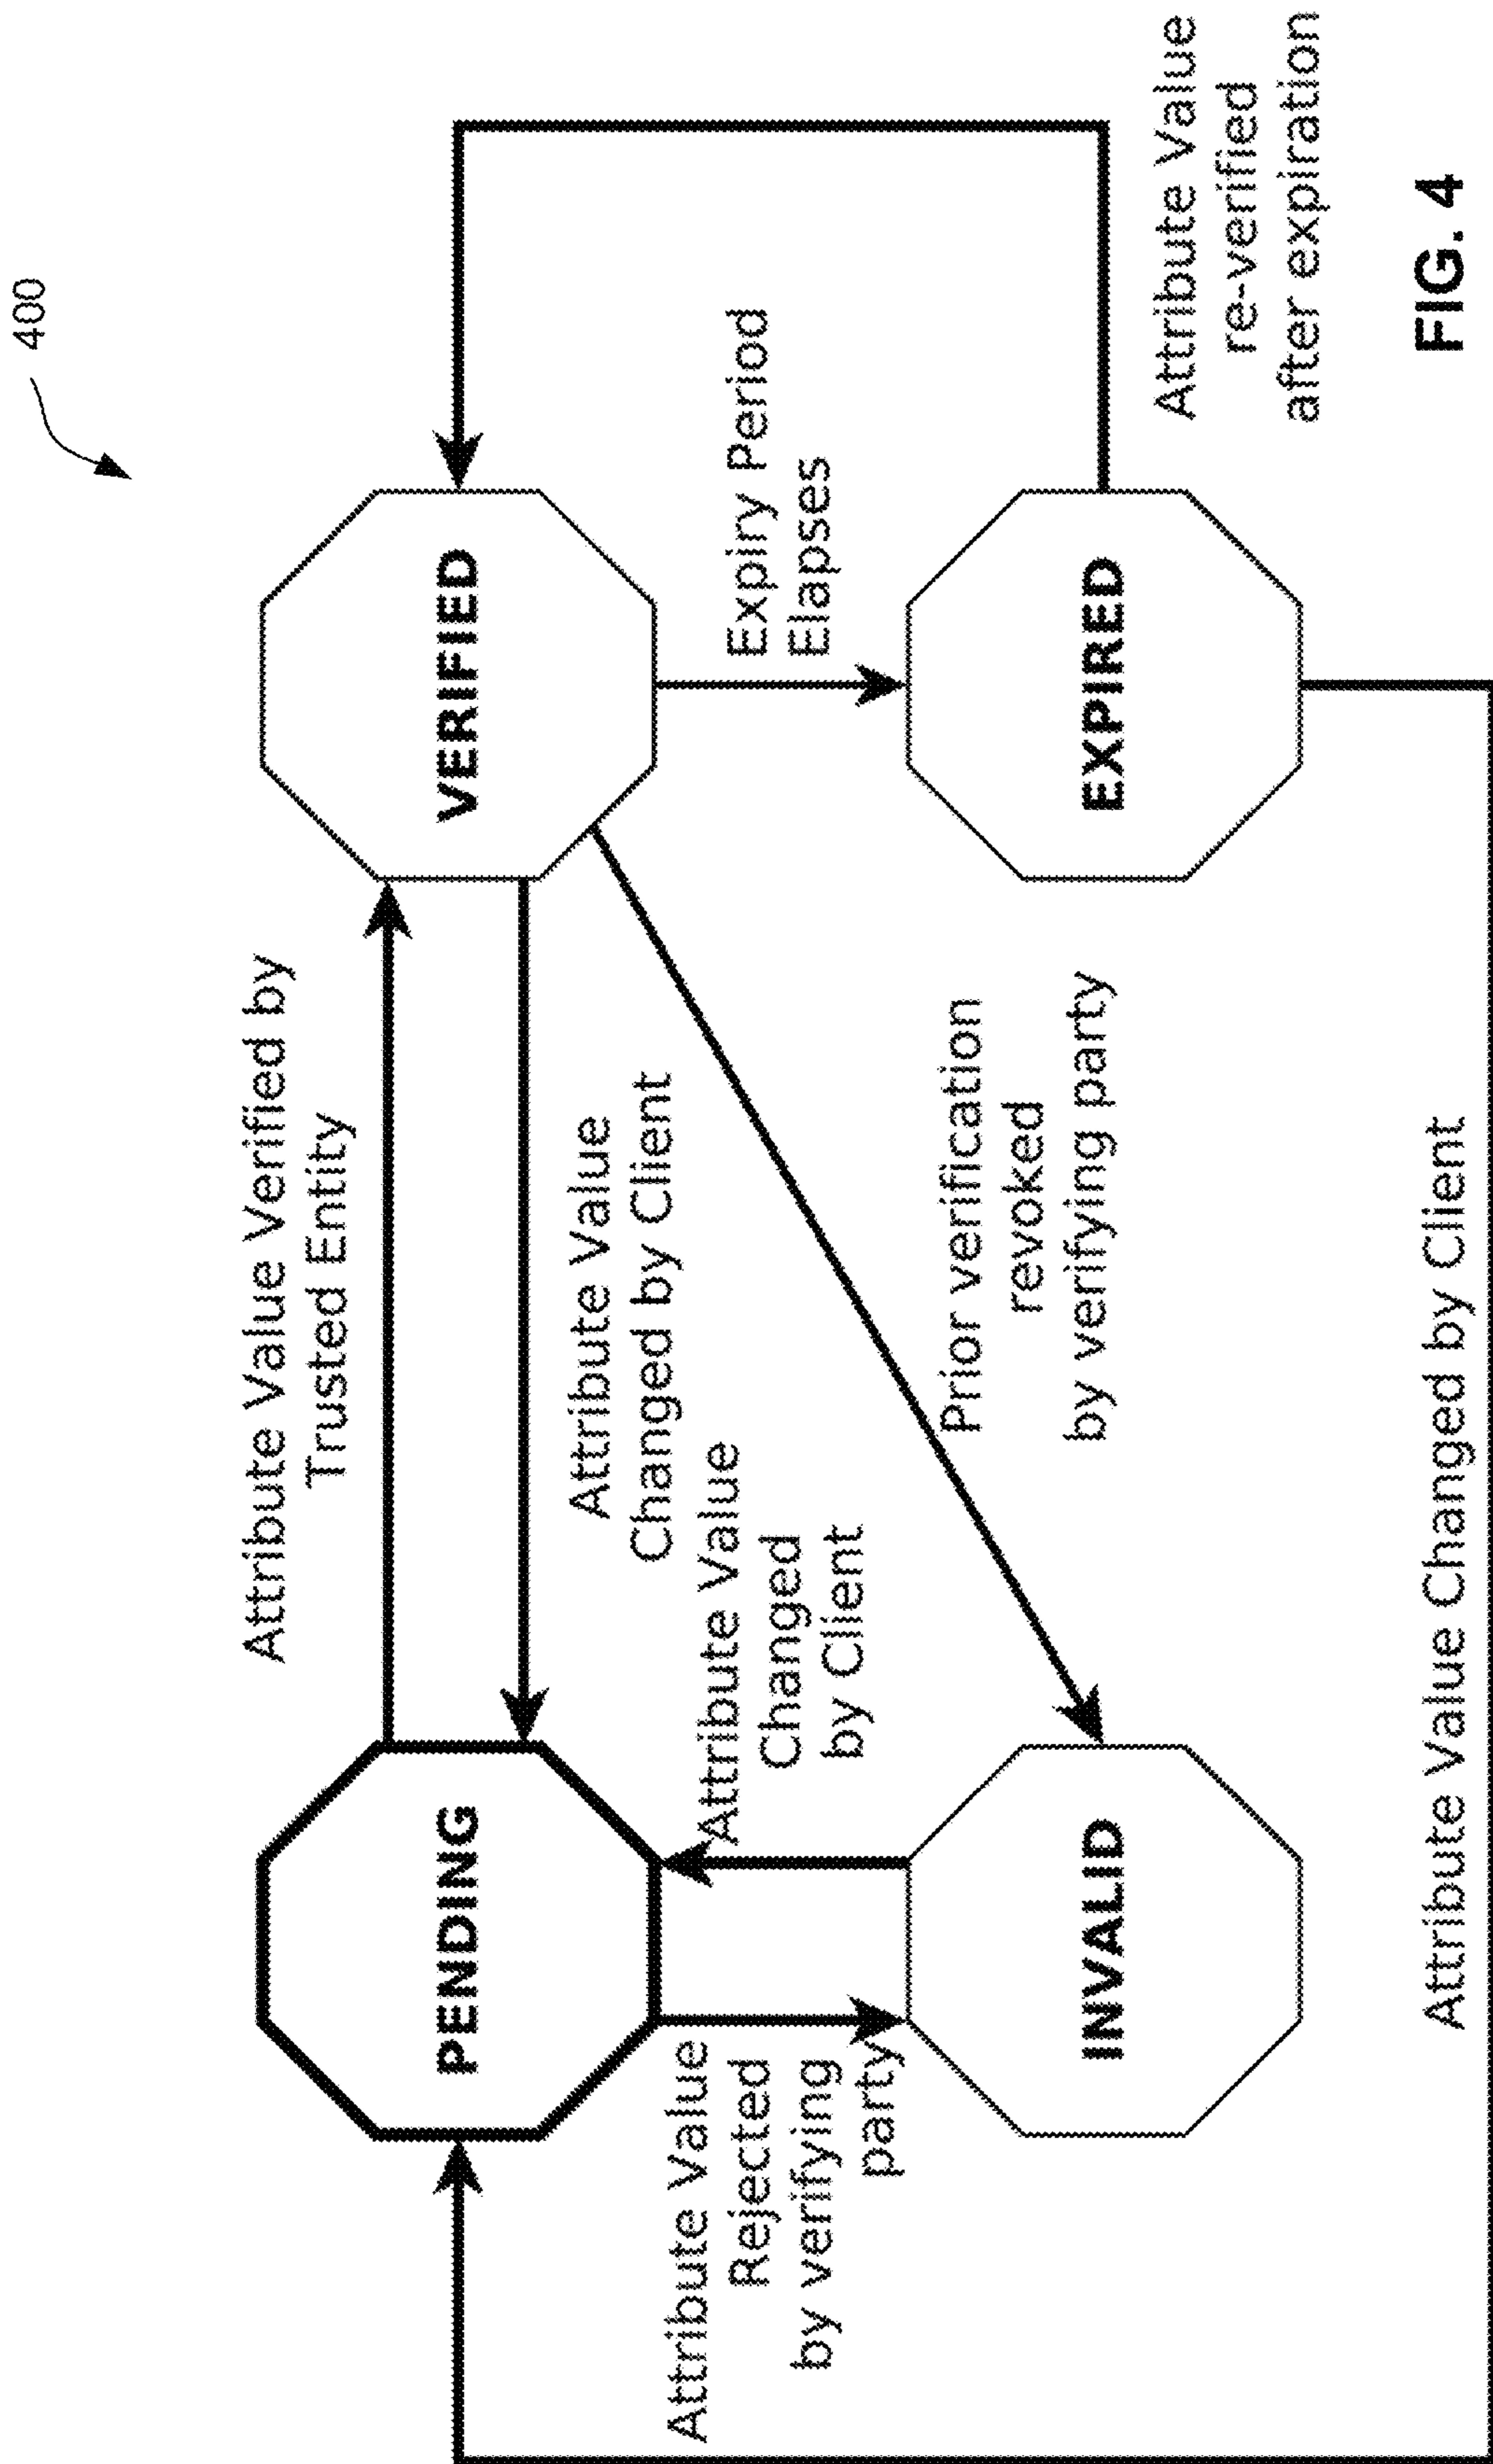 400
Attribute Value Verified by
Trusted Entity
PENDING
VERIFIED
Attribute Value
Changed by Client
Attribute Value
Rejected
by verifying
party
Attribute Value
Changed
by Client
Expiry Period
Elapses
Prior verification
revoked
by verifying party
INVALID
EXPIRED
Attribute Value
re-verified
after expiration
Attribute Value Changed by Client
FIG. 4